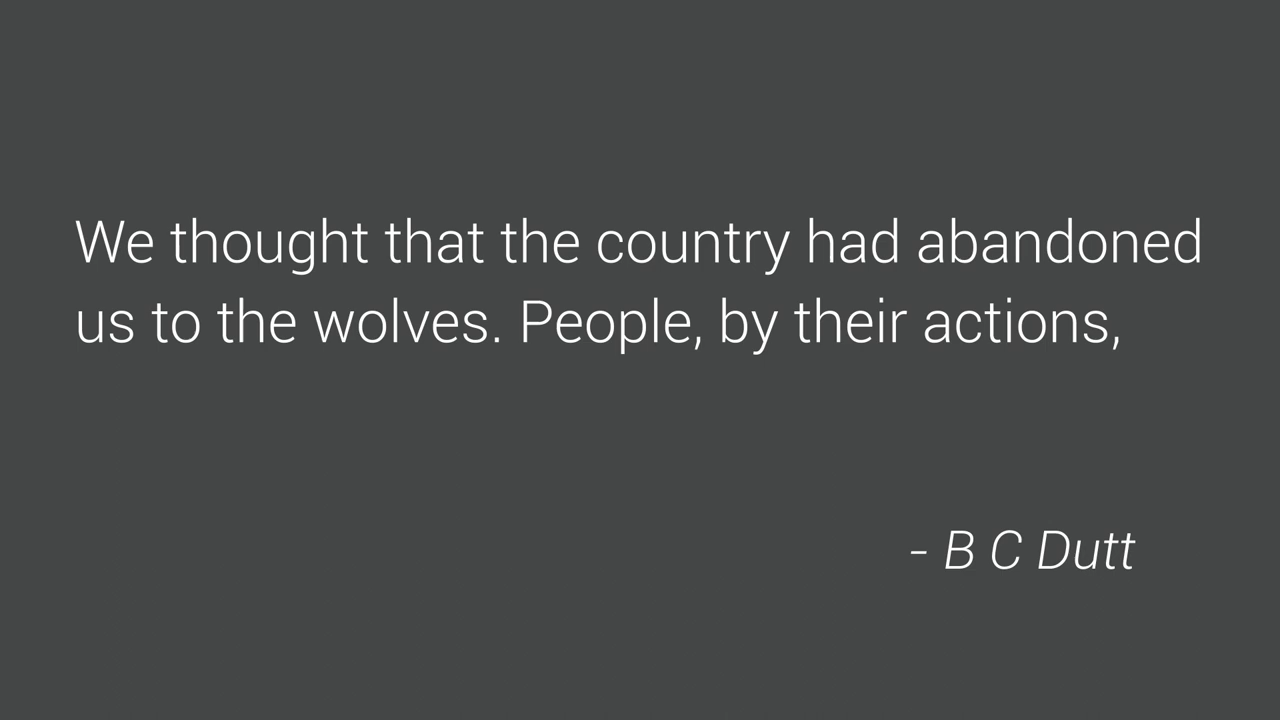 We thought that the country had abandoned
us to the wolves. People, by their actions,
- B C Dutt